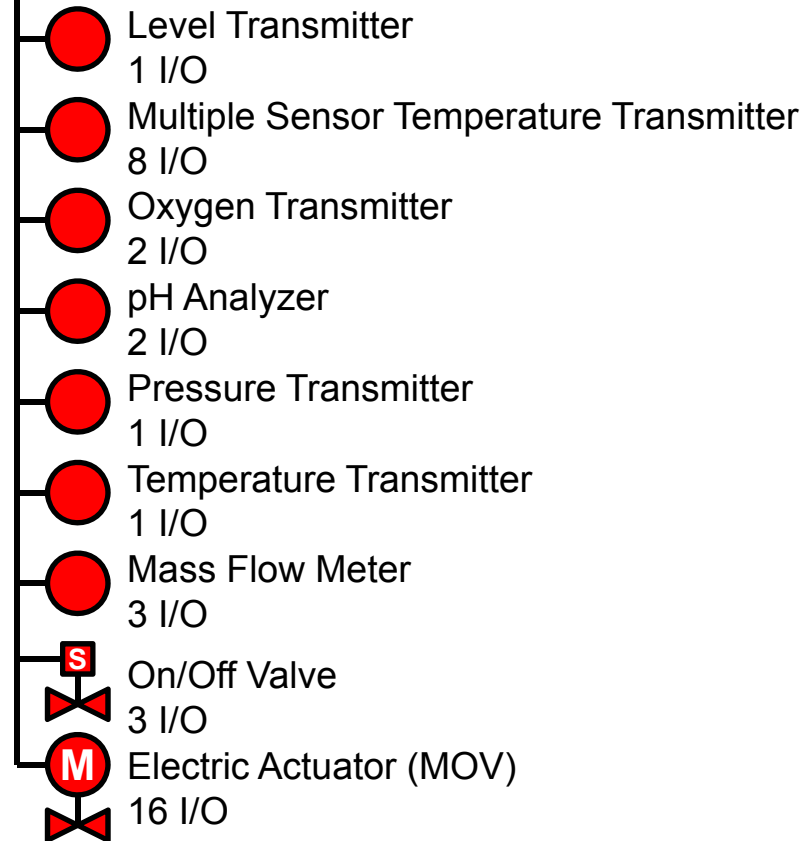 Level Transmitter
1 I/O
Multiple Sensor Temperature Transmitter
8 I/O
Oxygen Transmitter
2 I/O
pH Analyzer
2 I/O
Pressure Transmitter
1 I/O
Temperature Transmitter
1 I/O
Mass Flow Meter
3 I/O
S
On/Off Valve
3 I/O
M
Electric Actuator (MOV)
16 I/O